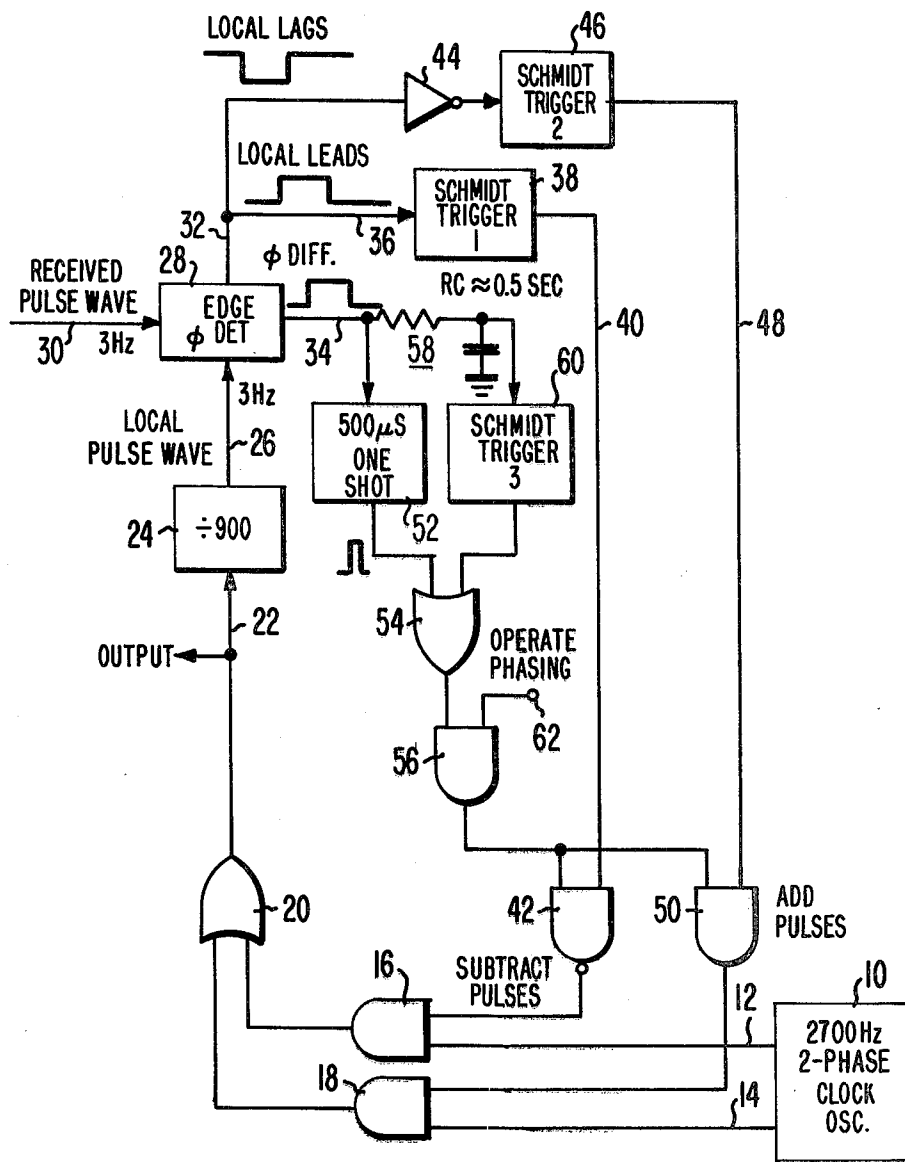 LOCAL LAGS
44
46
SCHMIDT
TRIGGER
2
LOCAL LEADS
38
SCHMIDT
TRIGGER
1
32
36
28
φ DIFF.
RECEIVED
PULSE WAVE
EDGE
φ DET
RC ≈ 0.5 SEC
30
3Hz
34
58
40
48
3Hz
60
LOCAL
PULSE WAVE
26
500μS
ONE
SHOT
SCHMIDT
TRIGGER
3
24
÷900
52
22
54
OUTPUT
OPERATE
PHASING
62
56
20
42
50
ADD
PULSES
SUBTRACT
PULSES
16
12
10
2700Hz
2-PHASE
CLOCK
OSC.
18
14